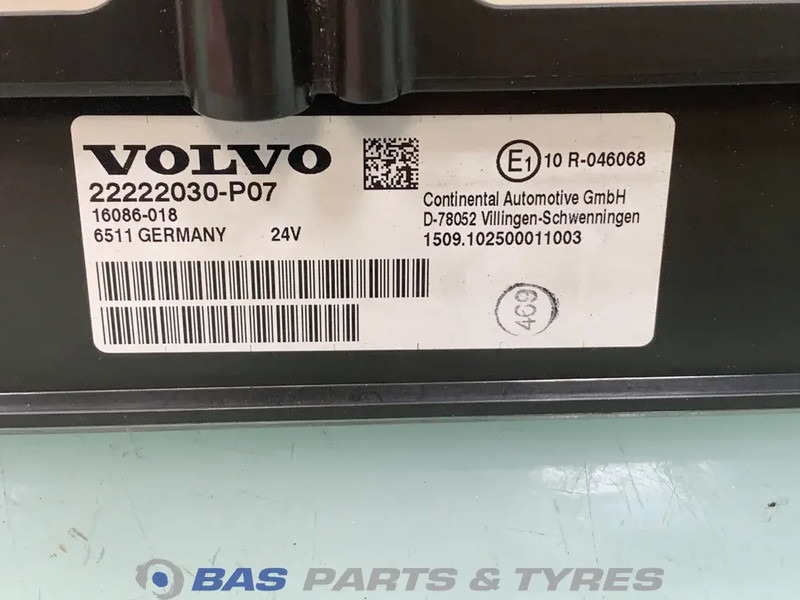 VOLVO
22222030-P07
16086-018
6511 GERMANY 24V
E1 10 R-046068
Continental Automotive GmbH
D-78052 Villingen-Schwenningen
1509.102500011003
469
BAS PARTS & TYRES